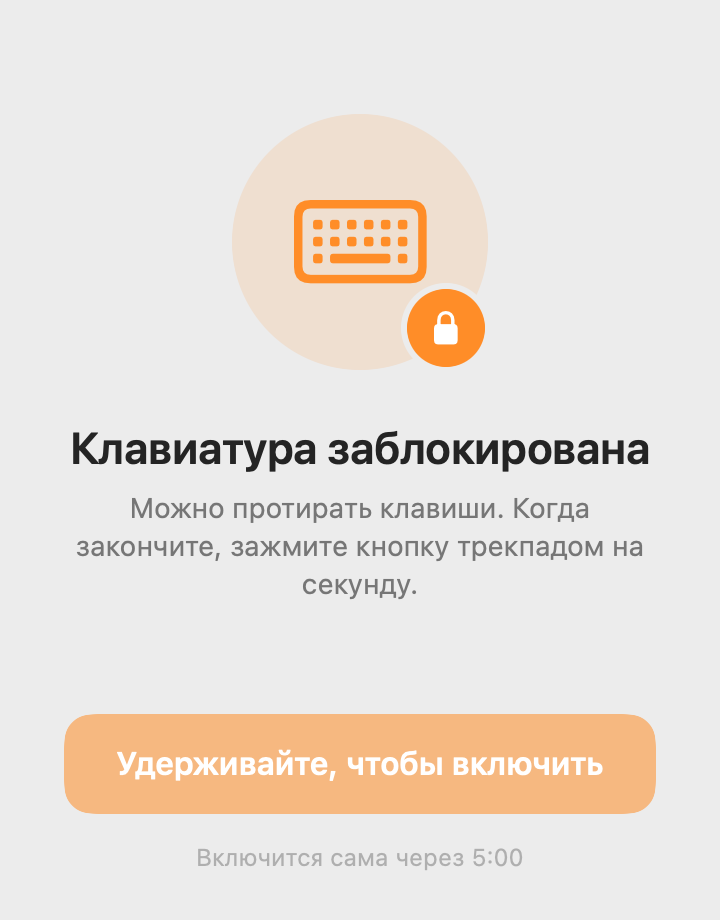 Клавиатура заблокирована
Можно протирать клавиши. Когда
закончите, зажмите кнопку трекпадом на
секунду.
Удерживайте, чтобы включить
Включится сама через 5:00